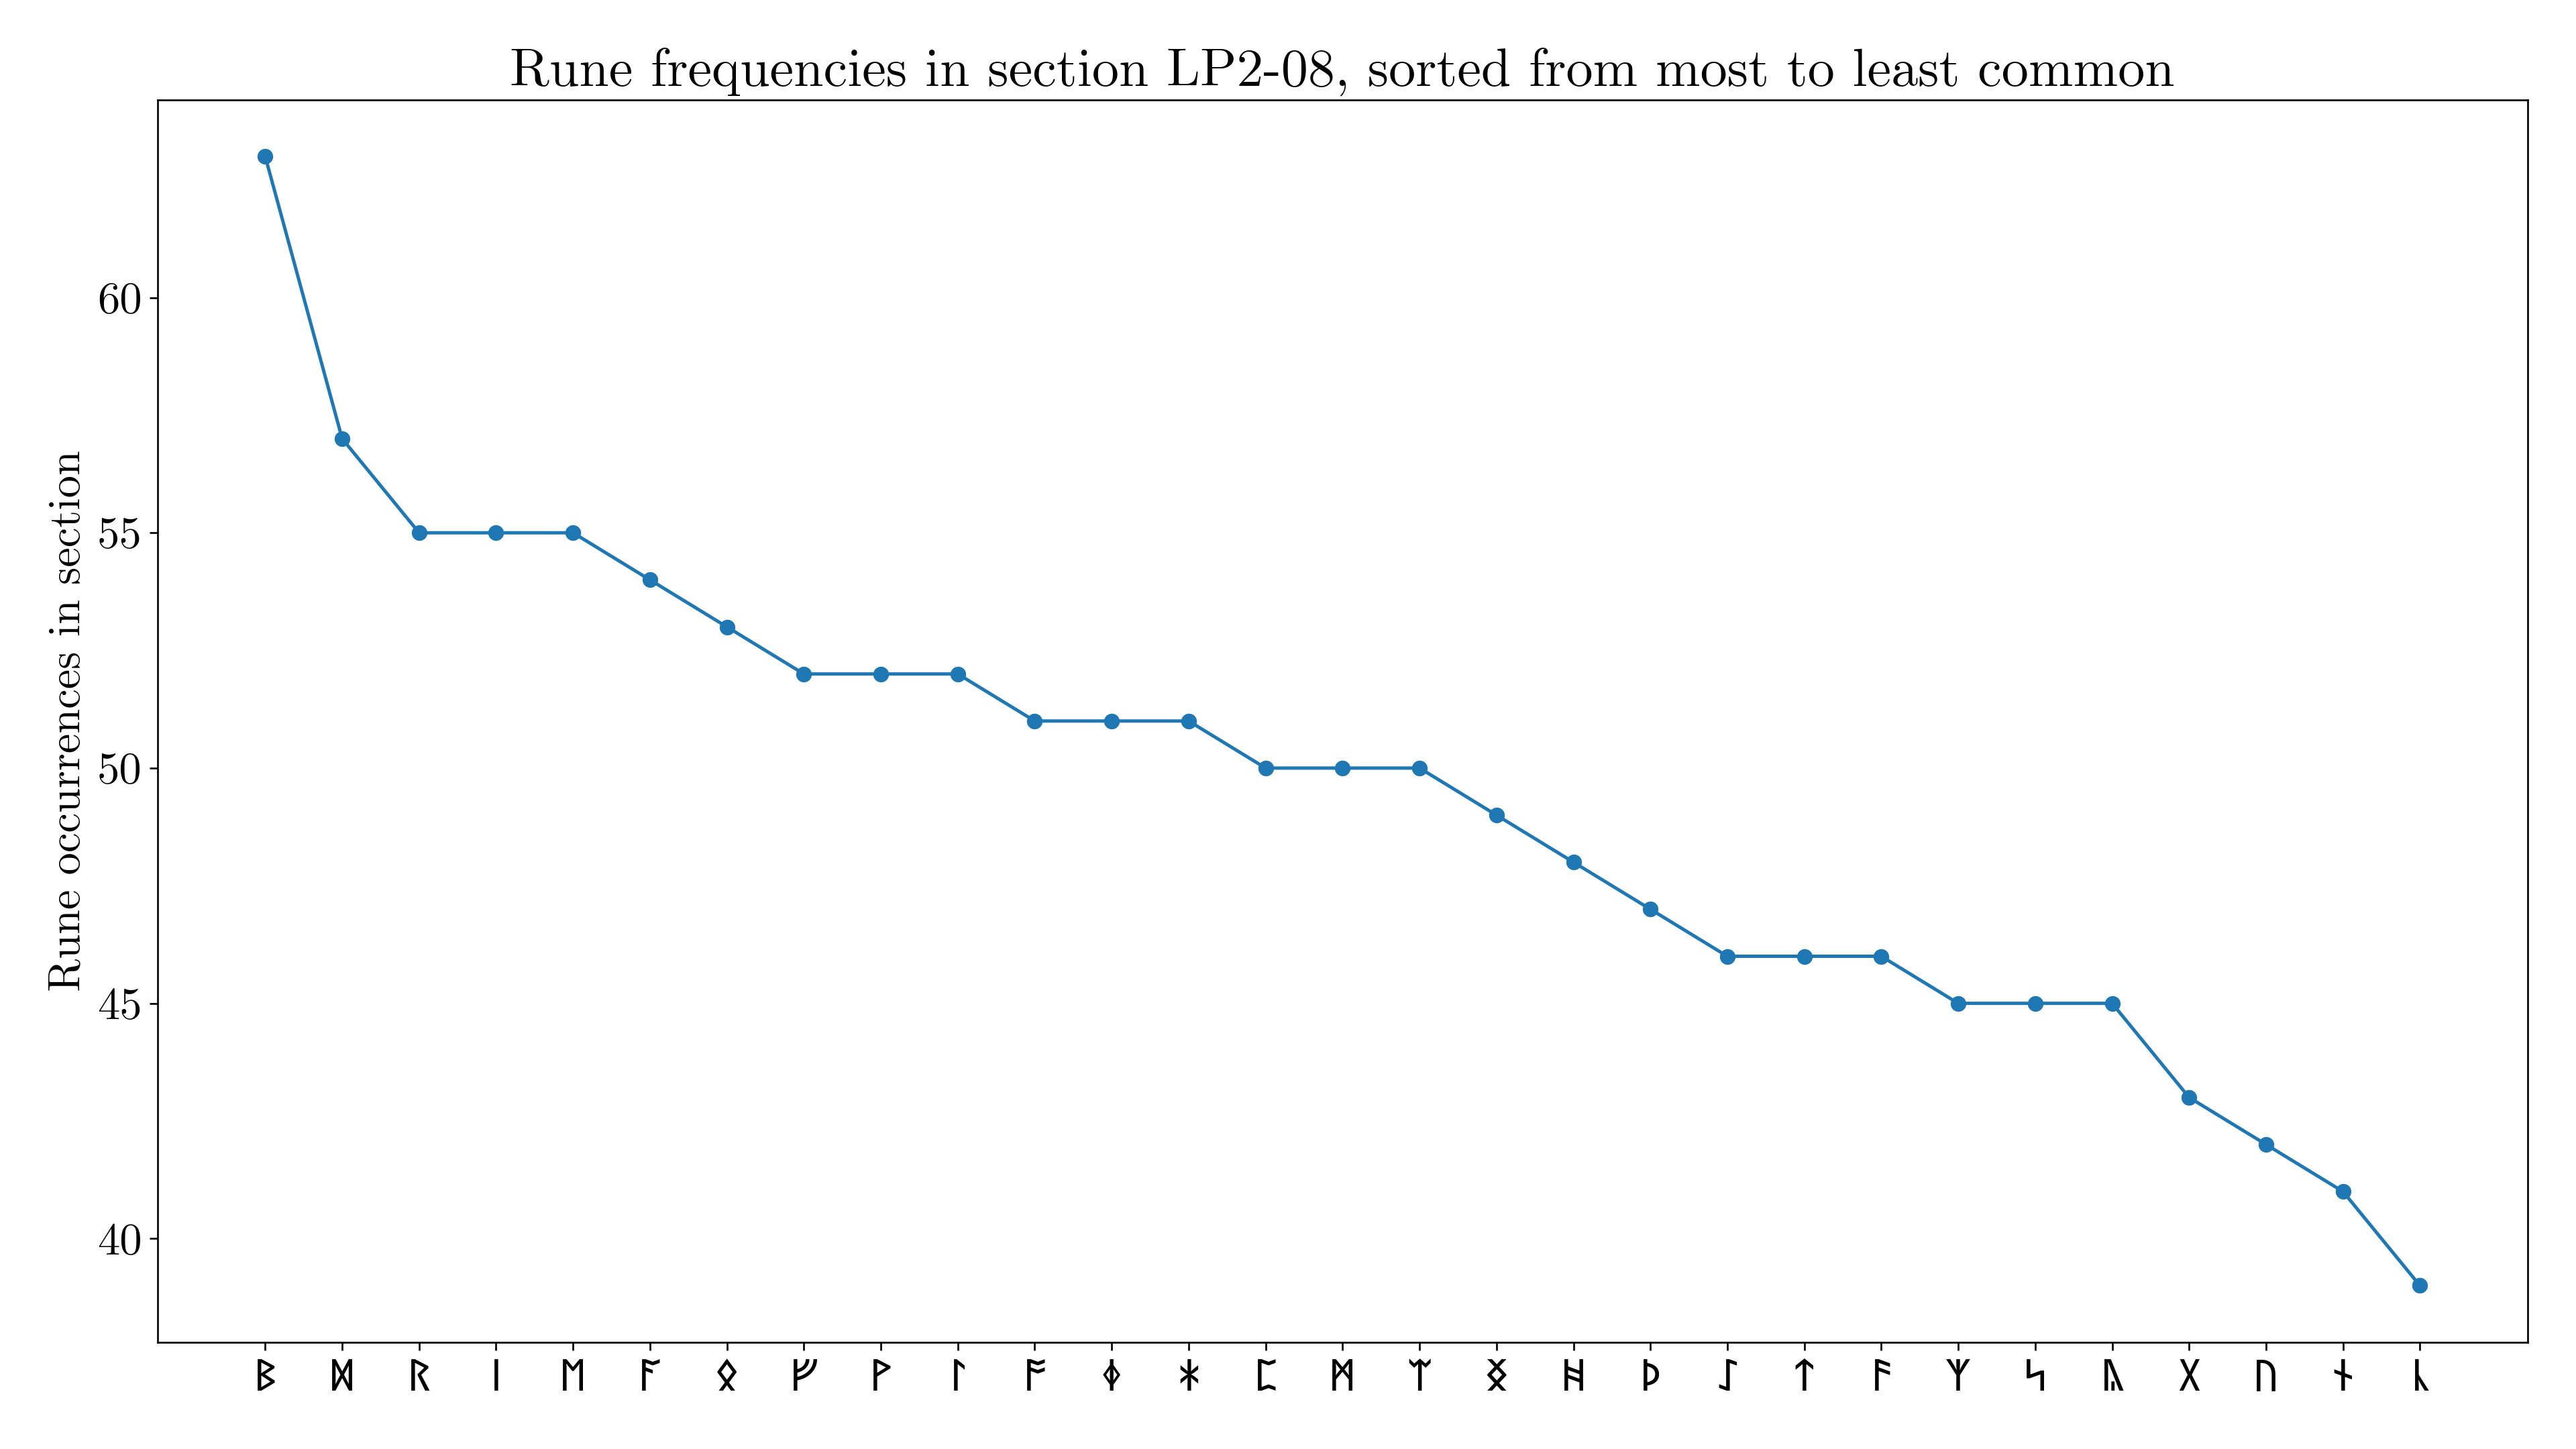 Rune frequencies in section LP2-08, sorted from most to least common
Rune occurrences in section
60
55
50
45
40
ᛒ ᛞ ᚱ ᛁ ᛖ ᚪ ᛟ ᚠ ᚹ ᛚ ᚩ ᛄ ᛡ ᛈ ᛗ ᛠ ᛝ ᚻ ᚦ ᛇ ᛏ ᚫ ᛉ ᛋ ᚣ ᚷ ᚢ ᚾ ᚳ